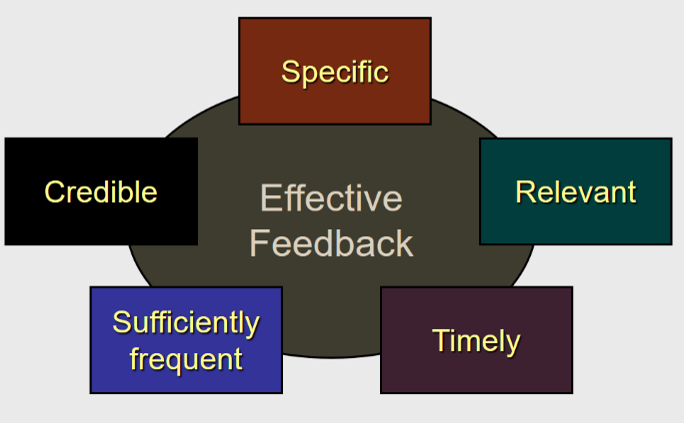 Specific
Credible
Effective
Feedback
Relevant
Sufficiently
frequent
Timely